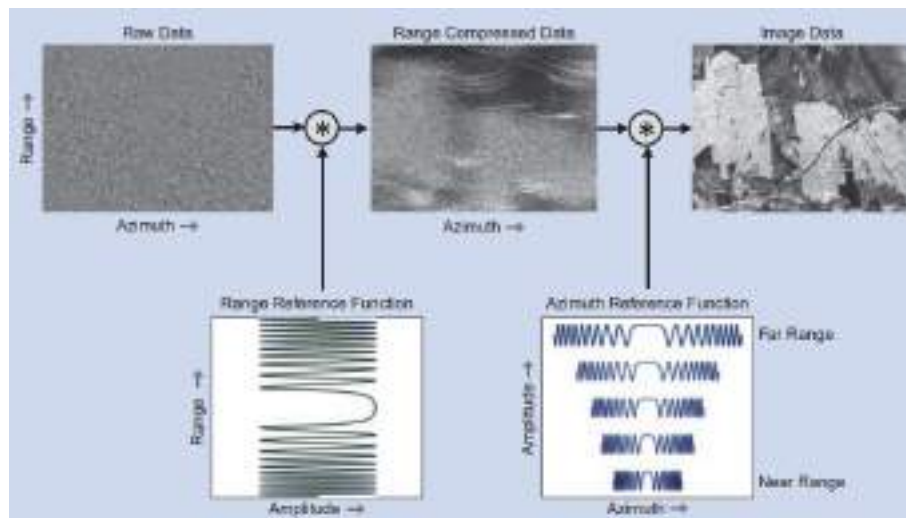 Raw Data
Range Compressed Data
Image Data
Range →
*
*
Azimuth →
Azimuth →
Range Reference Function
Azimuth Reference Function
Far Range
Range →
Amplitude →
Near Range
Amplitude →
Azimuth →